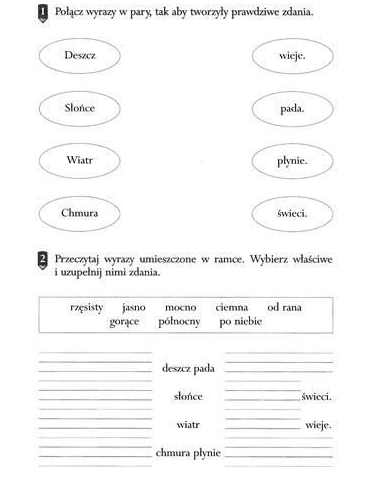 1 Połącz wyrazy w pary, tak aby tworzyły prawdziwe zdania.
Deszcz wieje.
Słońce pada.
Wiatr płynie.
Chmura świeci.
2 Przeczytaj wyrazy umieszczone w ramce. Wybierz właściwe
i uzupełnij nimi zdania.
rzęsisty jasno mocno ciemna od rana
gorące północny po niebie
deszcz pada
słońce świeci.
wiatr wieje.
chmura płynie